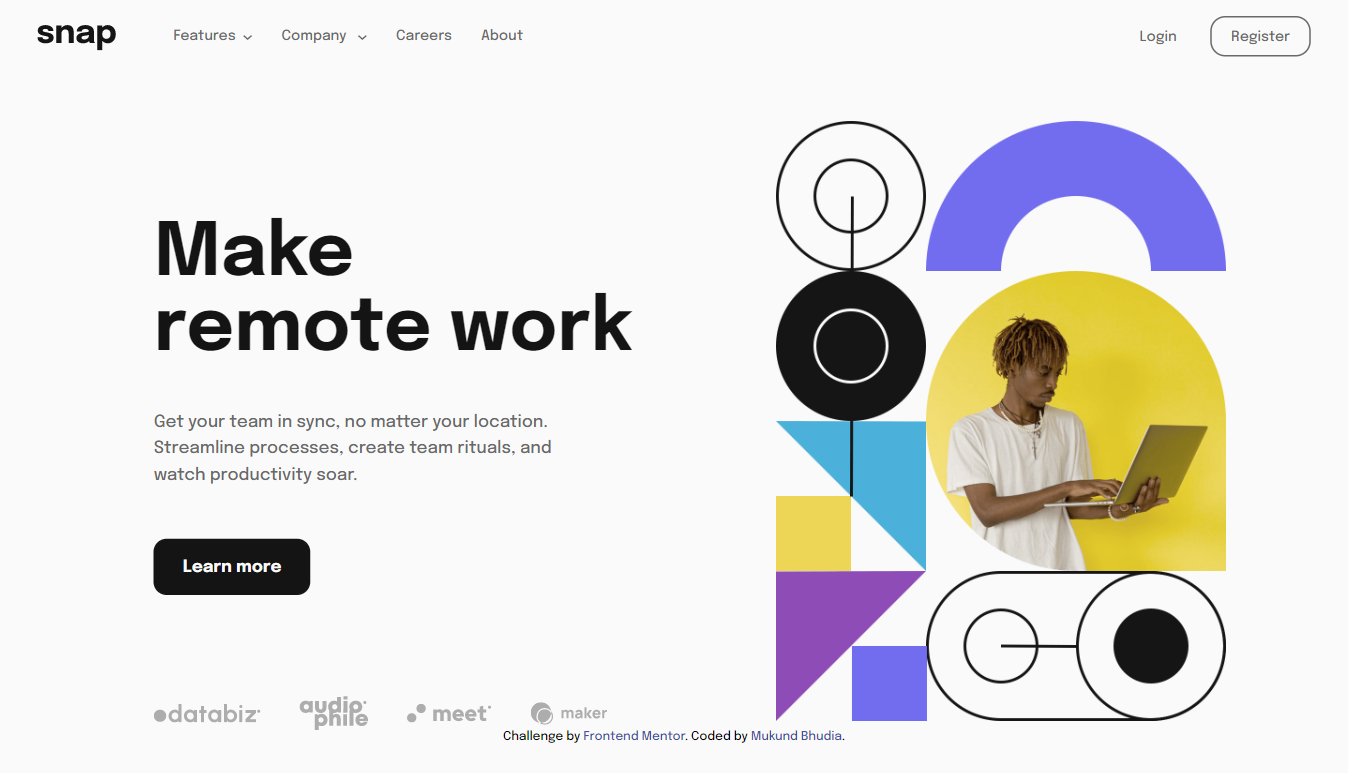 snap
Features
Company
Careers
About
Login
Register
Make
remote work
Get your team in sync, no matter your location.
Streamline processes, create team rituals, and
watch productivity soar.
Learn more
databiz
audio
phile
meet
maker
Challenge by Frontend Mentor. Coded by Mukund Bhudia.